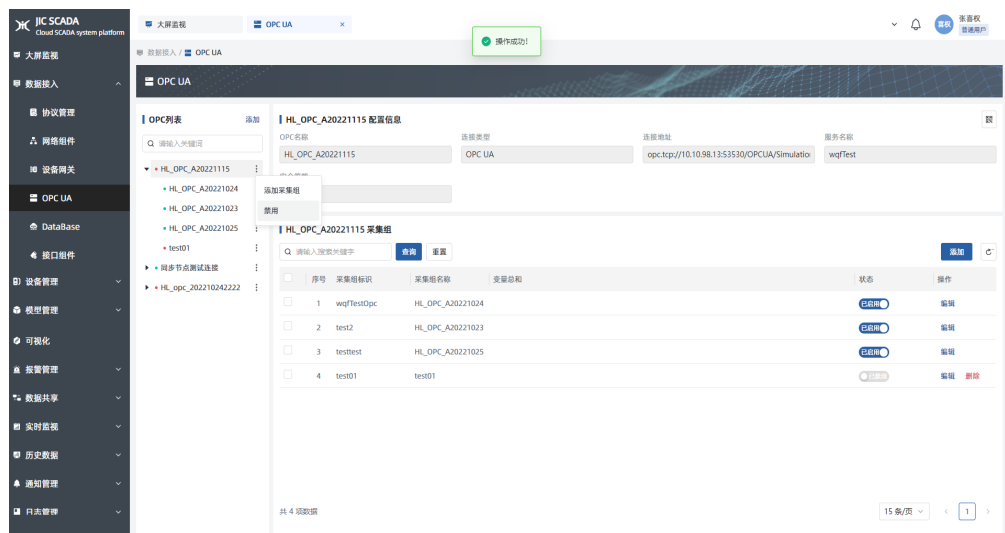 JIC SCADA
Cloud SCADA system platform
大屏监视
OPC UA
×
操作成功!
喜权
张喜权
普通用户
大屏监视
数据接入
协议管理
网络组件
设备网关
OPC UA
DataBase
接口组件
设备管理
模型管理
可视化
报警管理
数据共享
实时监视
历史数据
通知管理
日志管理
数据接入 / OPC UA
OPC UA
OPC列表
添加
请输入关键词
HL_OPC_A20221115
HL_OPC_A20221024
HL_OPC_A20221023
HL_OPC_A20221025
test01
同步节点测试连接
HL_opc_202210242222
添加采集组
禁用
HL_OPC_A20221115 配置信息
OPC名称
连接类型
连接地址
服务名称
HL_OPC_A20221115
OPC UA
opc.tcp://10.10.98.13:53530/OPCUA/Simulatio
wqfTest
HL_OPC_A20221115 采集组
请输入搜索关键字
查询
重置
添加
序号 采集组标识 采集组名称 变量总和 状态 操作
1 wqfTestOpc HL_OPC_A20221024 已启用 编辑
2 test2 HL_OPC_A20221023 已启用 编辑
3 testtest HL_OPC_A20221025 已启用 编辑
4 test01 test01 编辑 删除
共 4 项数据
15 条/页
1